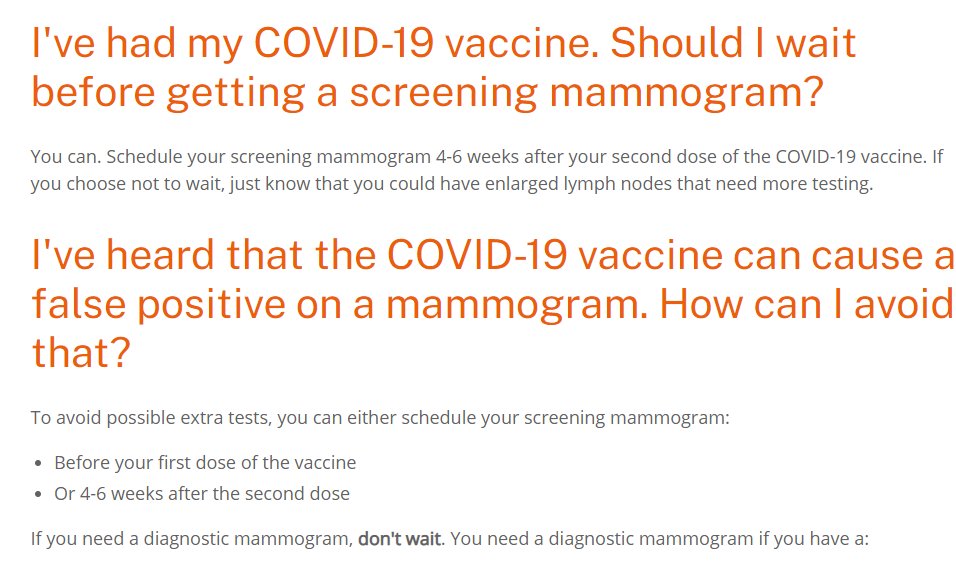 I've had my COVID-19 vaccine. Should I wait
before getting a screening mammogram?
You can. Schedule your screening mammogram 4-6 weeks after your second dose of the COVID-19 vaccine. If
you choose not to wait, just know that you could have enlarged lymph nodes that need more testing.
I've heard that the COVID-19 vaccine can cause a
false positive on a mammogram. How can I avoid
that?
To avoid possible extra tests, you can either schedule your screening mammogram:
• Before your first dose of the vaccine
• Or 4-6 weeks after the second dose
If you need a diagnostic mammogram, don't wait. You need a diagnostic mammogram if you have a: